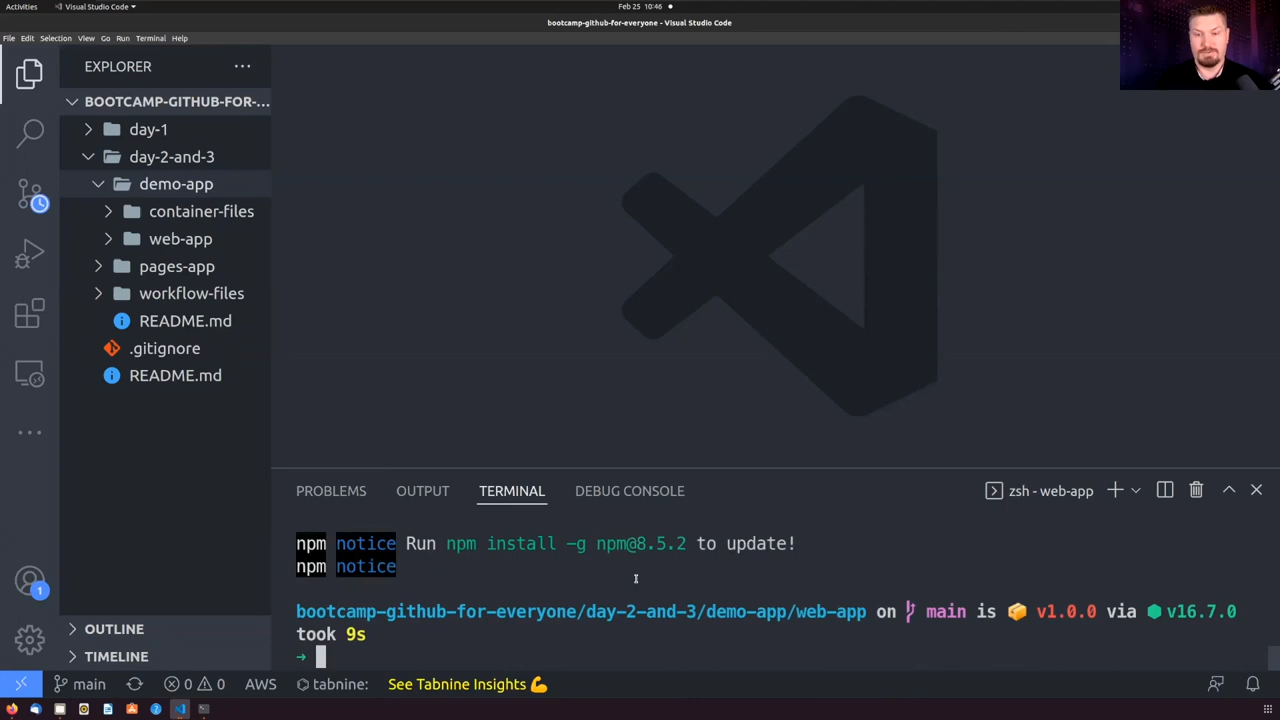 Activities
Visual Studio Code
Feb 25 10:46
bootcamp-github-for-everyone - Visual Studio Code
File Edit Selection View Go Run Terminal Help
EXPLORER
BOOTCAMP-GITHUB-FOR-...
day-1
day-2-and-3
demo-app
container-files
web-app
pages-app
workflow-files
README.md
.gitignore
README.md
OUTLINE
TIMELINE
PROBLEMS OUTPUT TERMINAL DEBUG CONSOLE
zsh - web-app
npm notice Run npm install -g npm@8.5.2 to update!
npm notice
bootcamp-github-for-everyone/day-2-and-3/demo-app/web-app on main is v1.0.0 via v16.7.0
took 9s
→
1
main 0 0 AWS tabnine: See Tabnine Insights